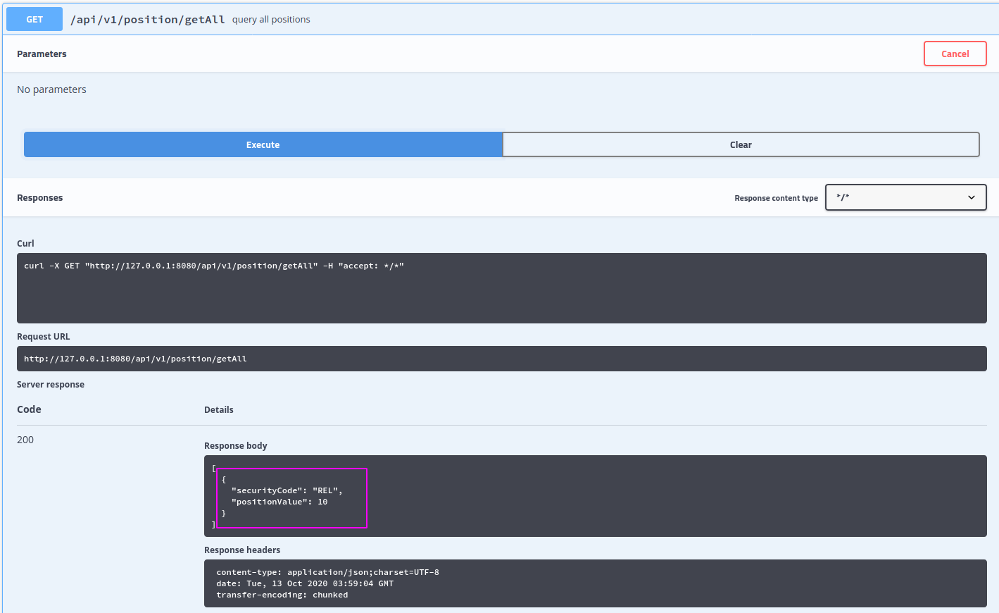 GET /api/v1/position/getAll query all positions
Parameters Cancel
No parameters
Execute Clear
Responses Response content type */*
Curl
curl -X GET "http://127.0.0.1:8080/api/v1/position/getAll" -H "accept: */*"
Request URL
http://127.0.0.1:8080/api/v1/position/getAll
Server response
Code Details
200
Response body
[
{
"securityCode": "REL",
"positionValue": 10
}
]
Response headers
content-type: application/json;charset=UTF-8
date: Tue, 13 Oct 2020 03:59:04 GMT
transfer-encoding: chunked